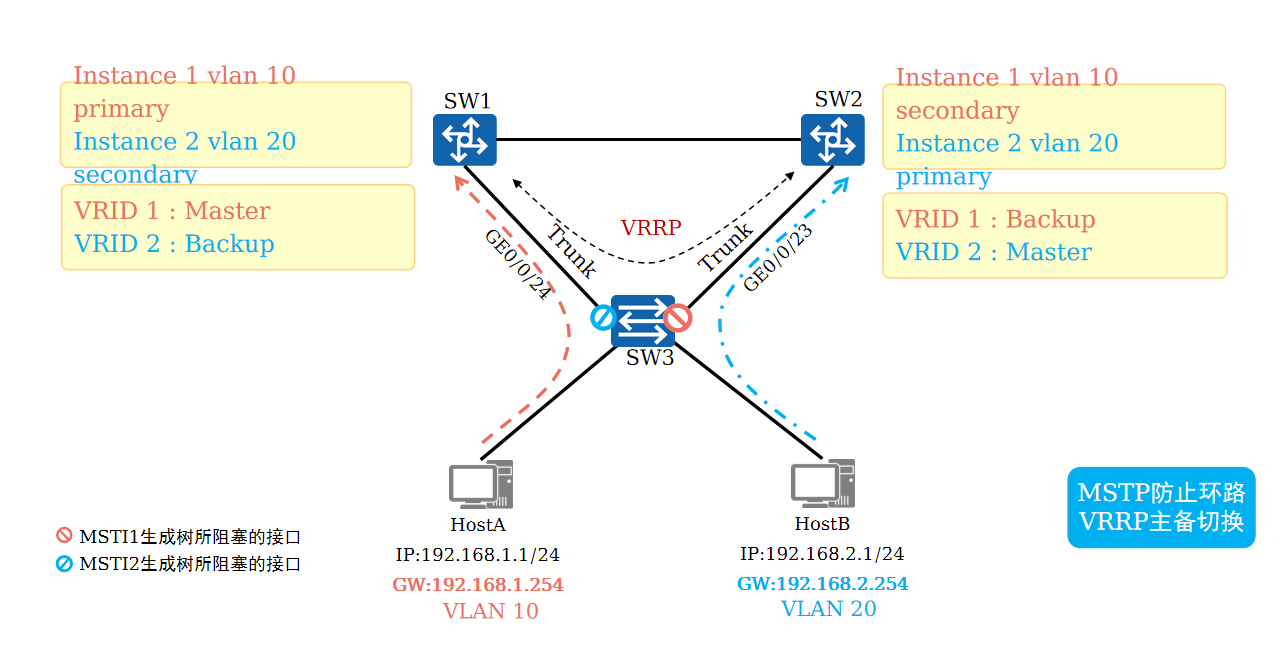 Instance 1 vlan 10
primary
Instance 2 vlan 20
secondary
VRID 1 : Master
VRID 2 : Backup
SW1
SW2
Instance 1 vlan 10
secondary
Instance 2 vlan 20
primary
VRID 1 : Backup
VRID 2 : Master
VRRP
Trunk
GE0/0/24
Trunk
GE0/0/23
SW3
HostA
IP:192.168.1.1/24
GW:192.168.1.254
VLAN 10
HostB
IP:192.168.2.1/24
GW:192.168.2.254
VLAN 20
MSTI1生成树所阻塞的接口
MSTI2生成树所阻塞的接口
MSTP防止环路
VRRP主备切换